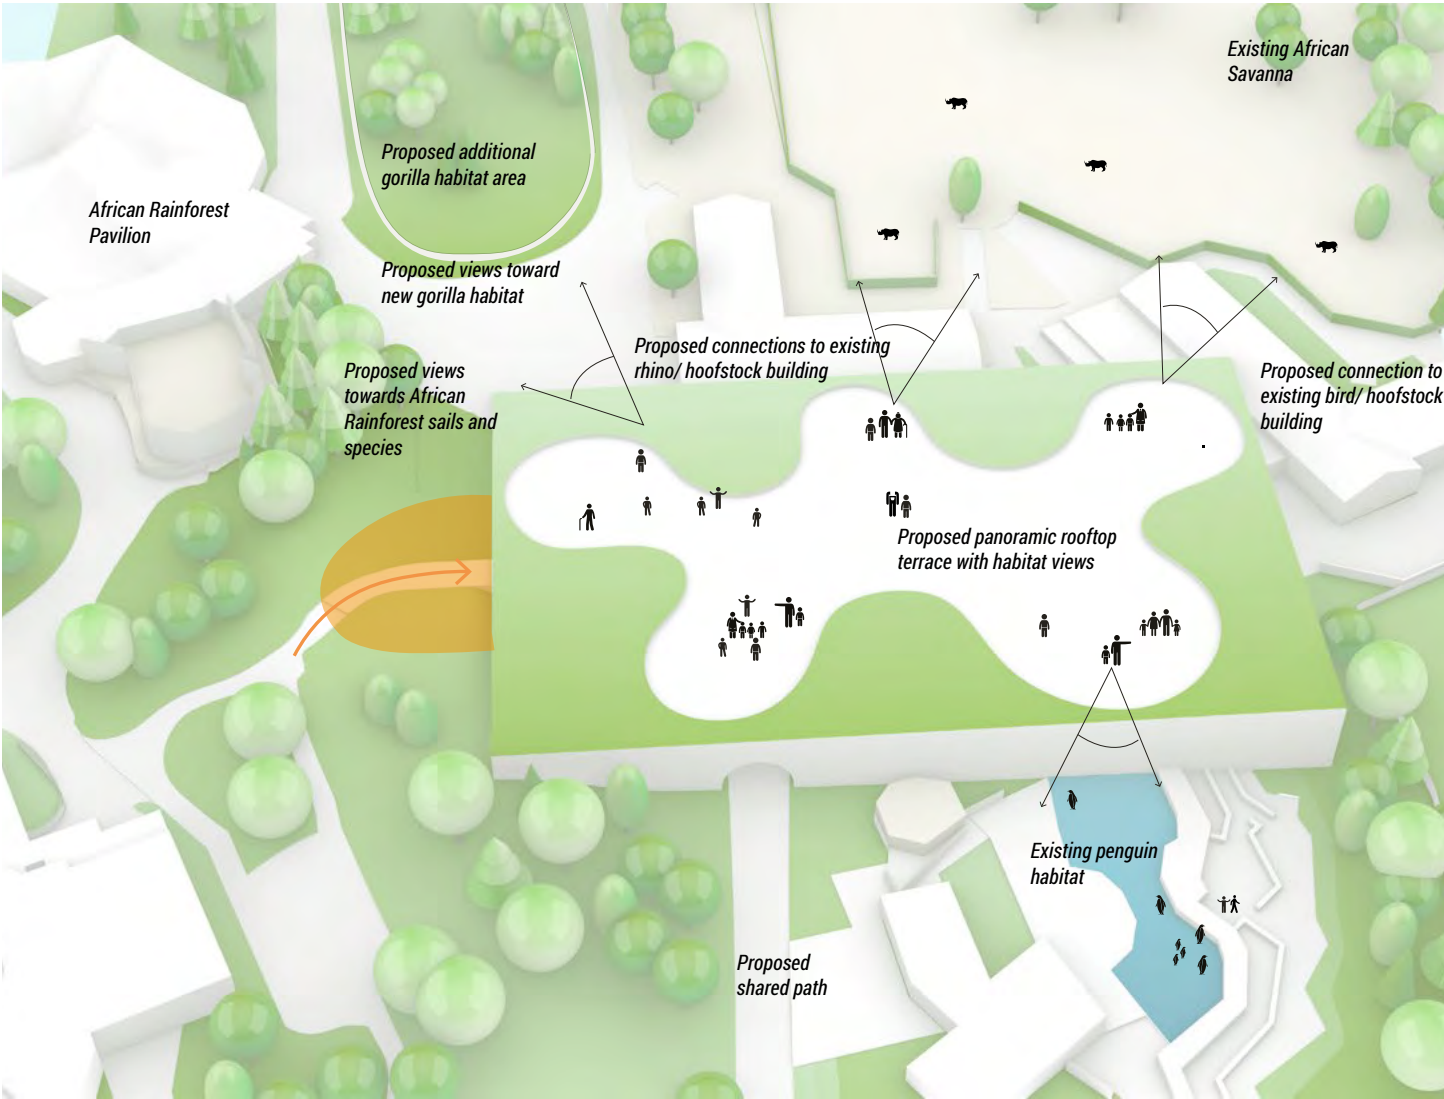 Existing African
Savanna
Proposed additional
gorilla habitat area
African Rainforest
Pavilion
Proposed views toward
new gorilla habitat
Proposed connections to existing
rhino/ hoofstock building
Proposed views
towards African
Rainforest sails and
species
Proposed connection to
existing bird/ hoofstock
building
Proposed panoramic rooftop
terrace with habitat views
Existing penguin
habitat
Proposed
shared path